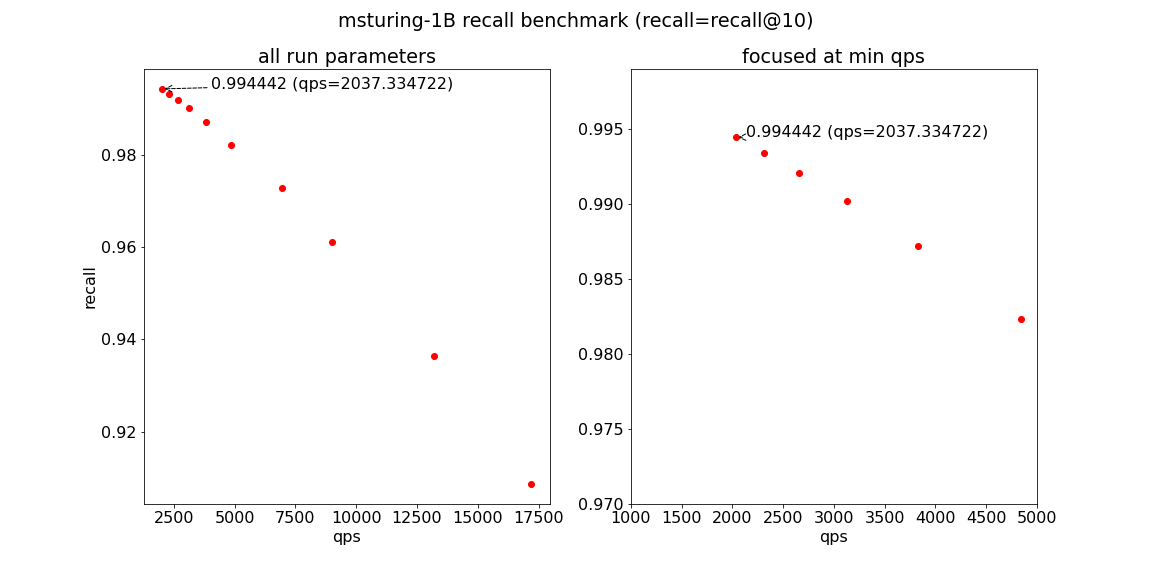 msturing-1B recall benchmark (recall=recall@10)
all run parameters
0.994442 (qps=2037.334722)
0.98
0.96
0.94
0.92
recall
2500 5000 7500 10000 12500 15000 17500
qps
focused at min qps
0.994442 (qps=2037.334722)
0.995
0.990
0.985
0.980
0.975
0.970
1000 1500 2000 2500 3000 3500 4000 4500 5000
qps